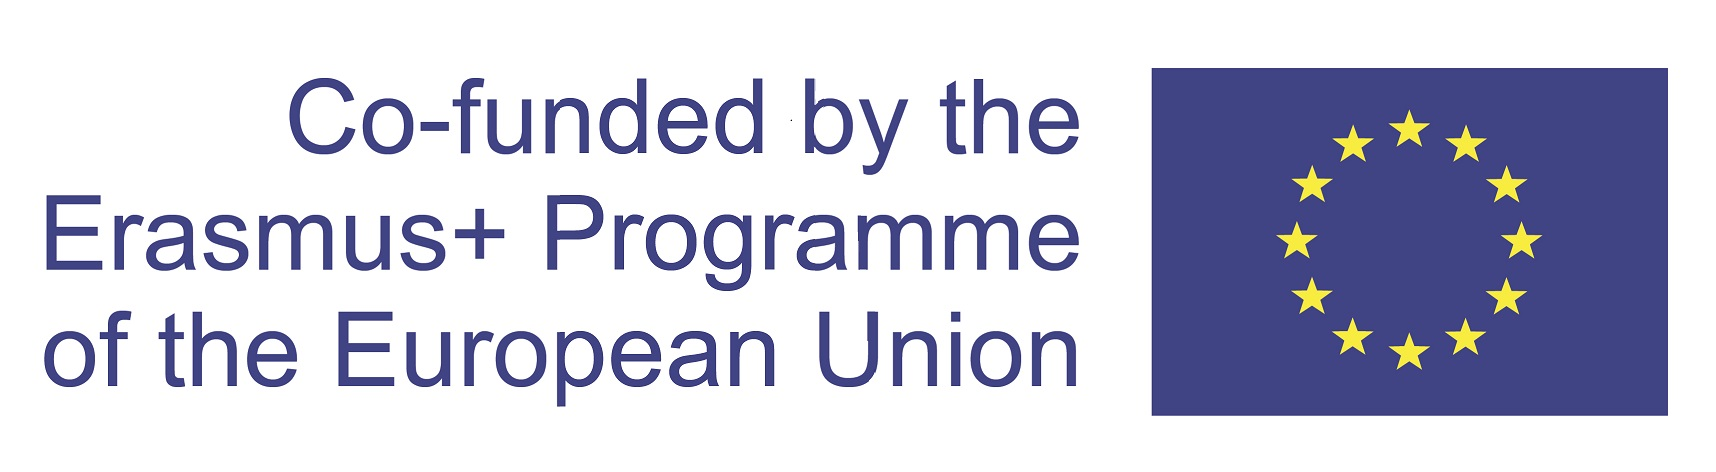 Co-funded by the
Erasmus+ Programme
of the European Union